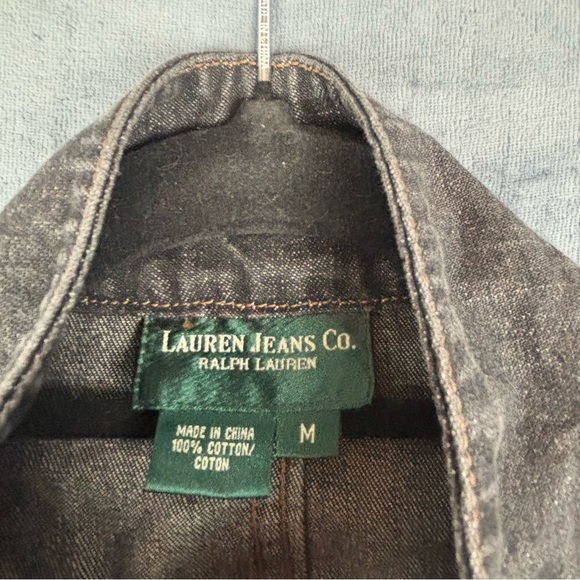 LAUREN JEANS CO.
RALPH LAUREN
MADE IN CHINA
100% COTTON/
COTON
M